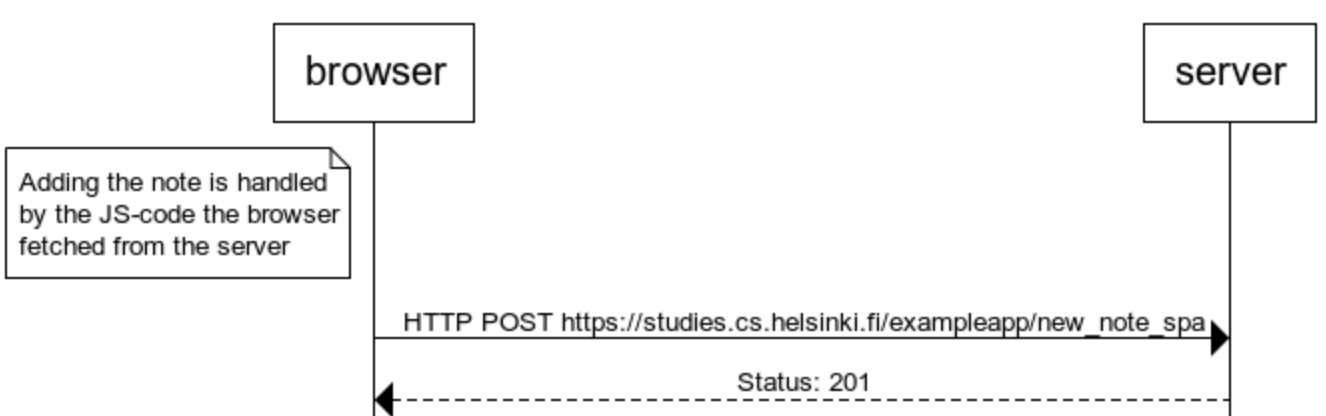 browser
server
Adding the note is handled
by the JS-code the browser
fetched from the server
HTTP POST https://studies.cs.helsinki.fi/exampleapp/new_note_spa
Status: 201